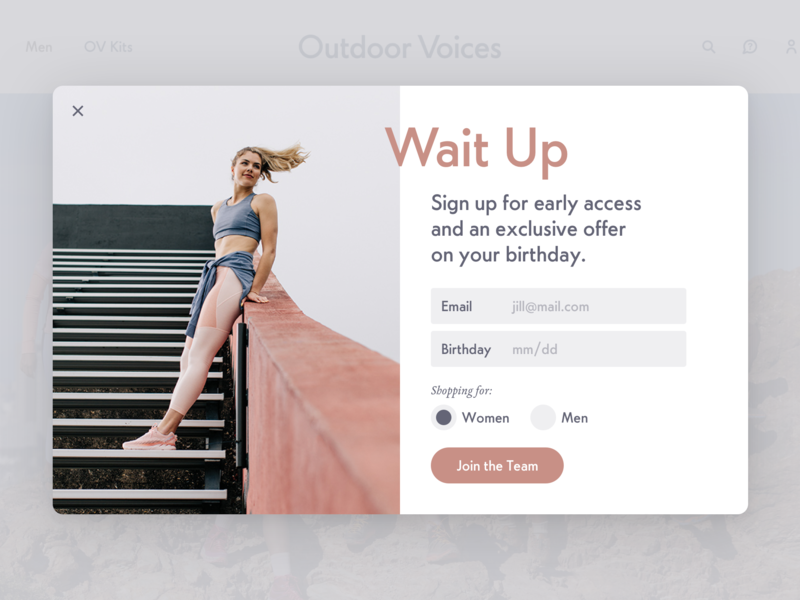 Men
OV Kits
Outdoor Voices
Wait Up
Sign up for early access
and an exclusive offer
on your birthday.
Email
jill@mail.com
Birthday
mm/dd
Shopping for:
Women
Men
Join the Team